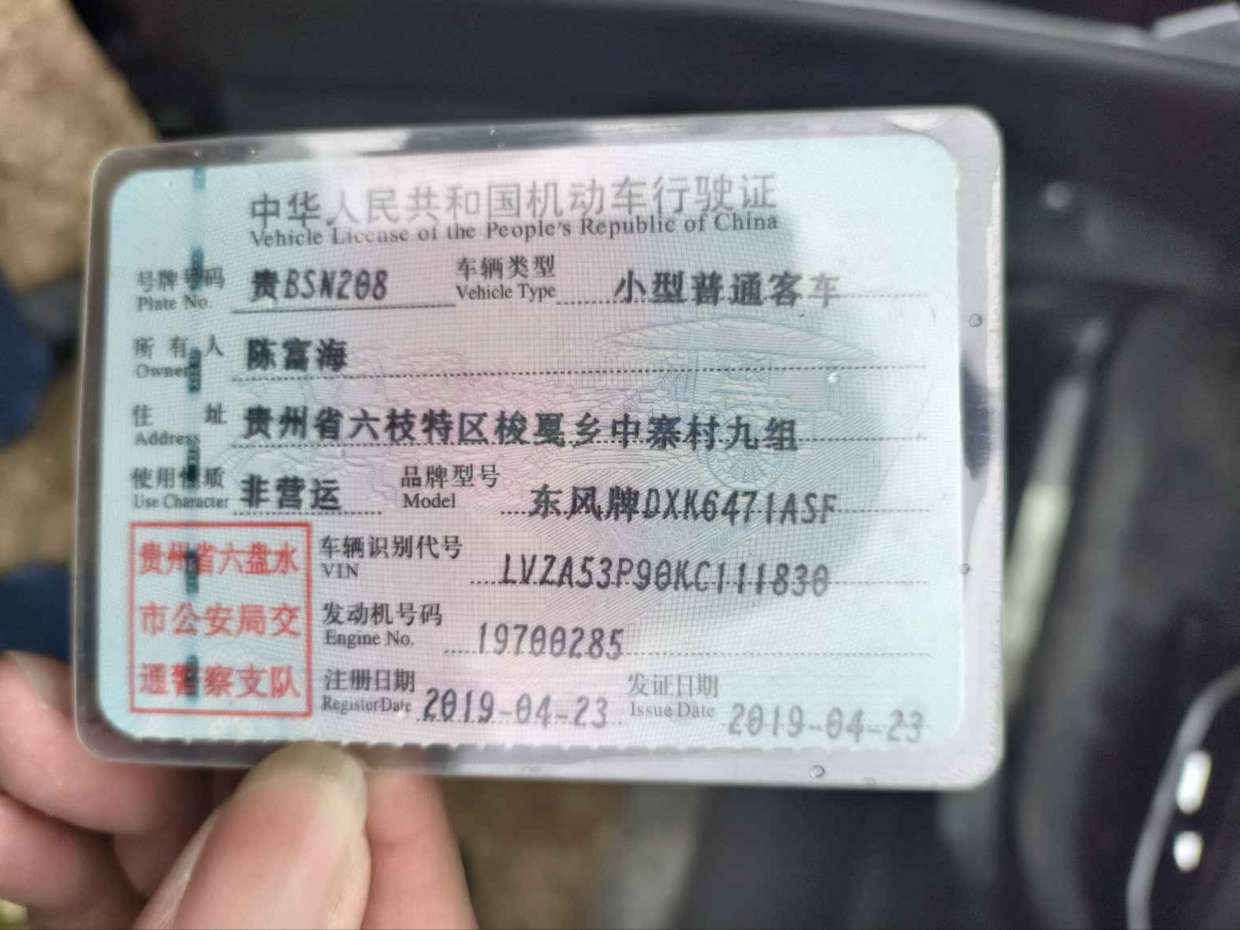 中华人民共和国机动车行驶证
Vehicle License of the People's Republic of China
号牌号码 贵BSN208 车辆类型 小型普通客车
Plate No. Vehicle Type
所有人 陈富海
Owner
住址 贵州省六枝特区梭戛乡中寨村九组
Address
使用性质 非营运 品牌型号 东风牌DXK6471ASF
Use Character Model
贵州省六盘水
市公安局交
通警察支队
车辆识别代号 LVZA53P90KC111830
VIN
发动机号码 19700285
Engine No.
注册日期 2019-04-23 发证日期 2019-04-23
Register Date Issue Date